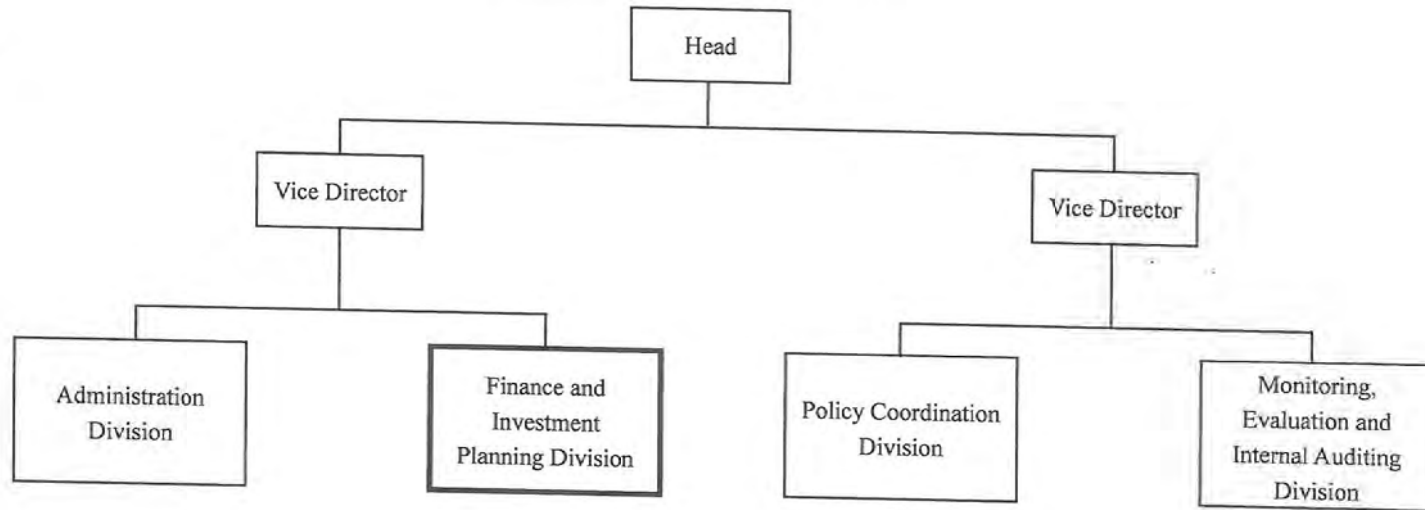 Head
Vice Director
Vice Director
Administration
Division
Finance and
Investment
Planning Division
Policy Coordination
Division
Monitoring,
Evaluation and
Internal Auditing
Division